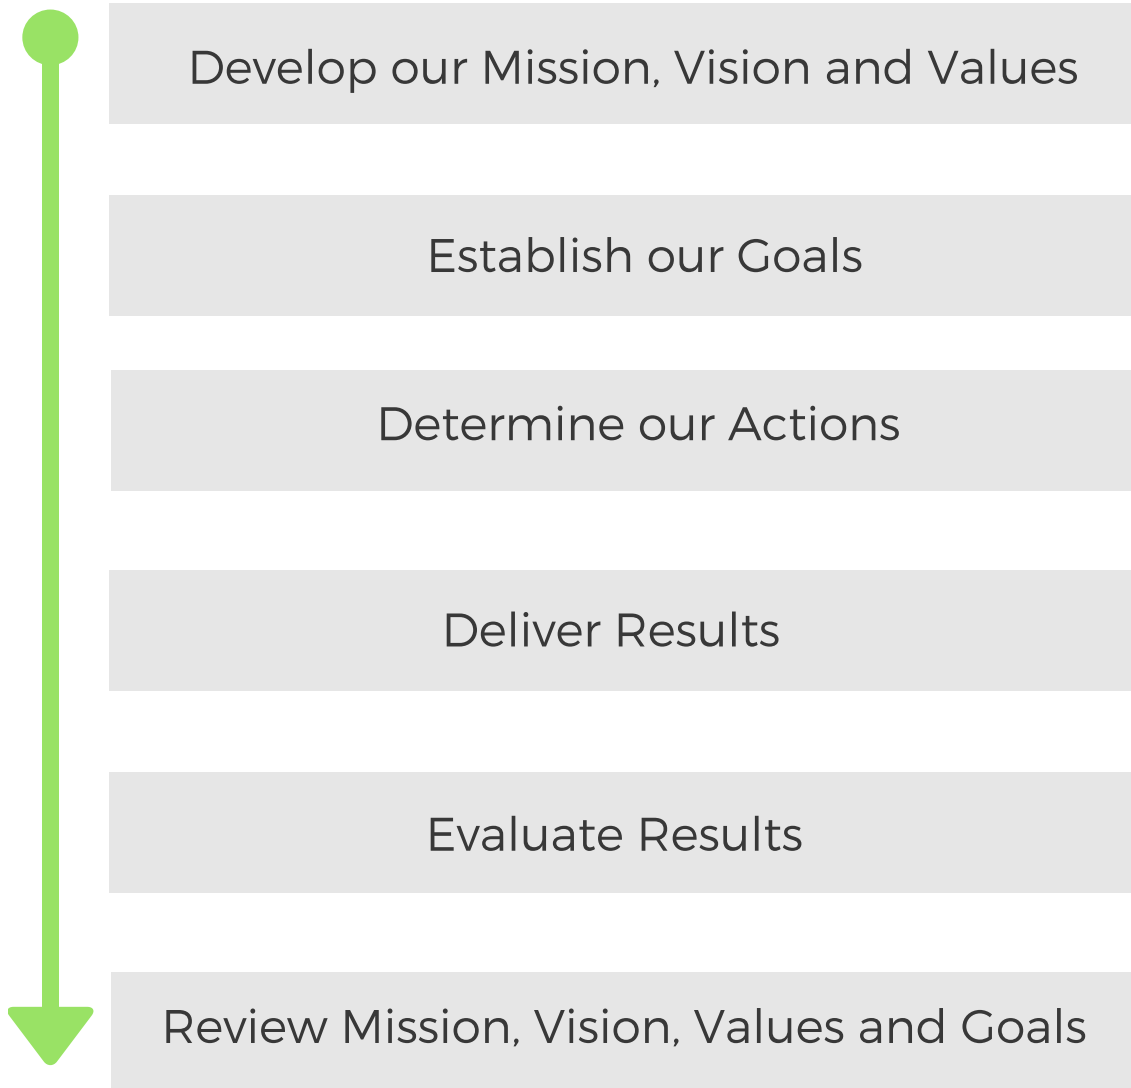 Develop our Mission, Vision and Values
Establish our Goals
Determine our Actions
Deliver Results
Evaluate Results
Review Mission, Vision, Values and Goals